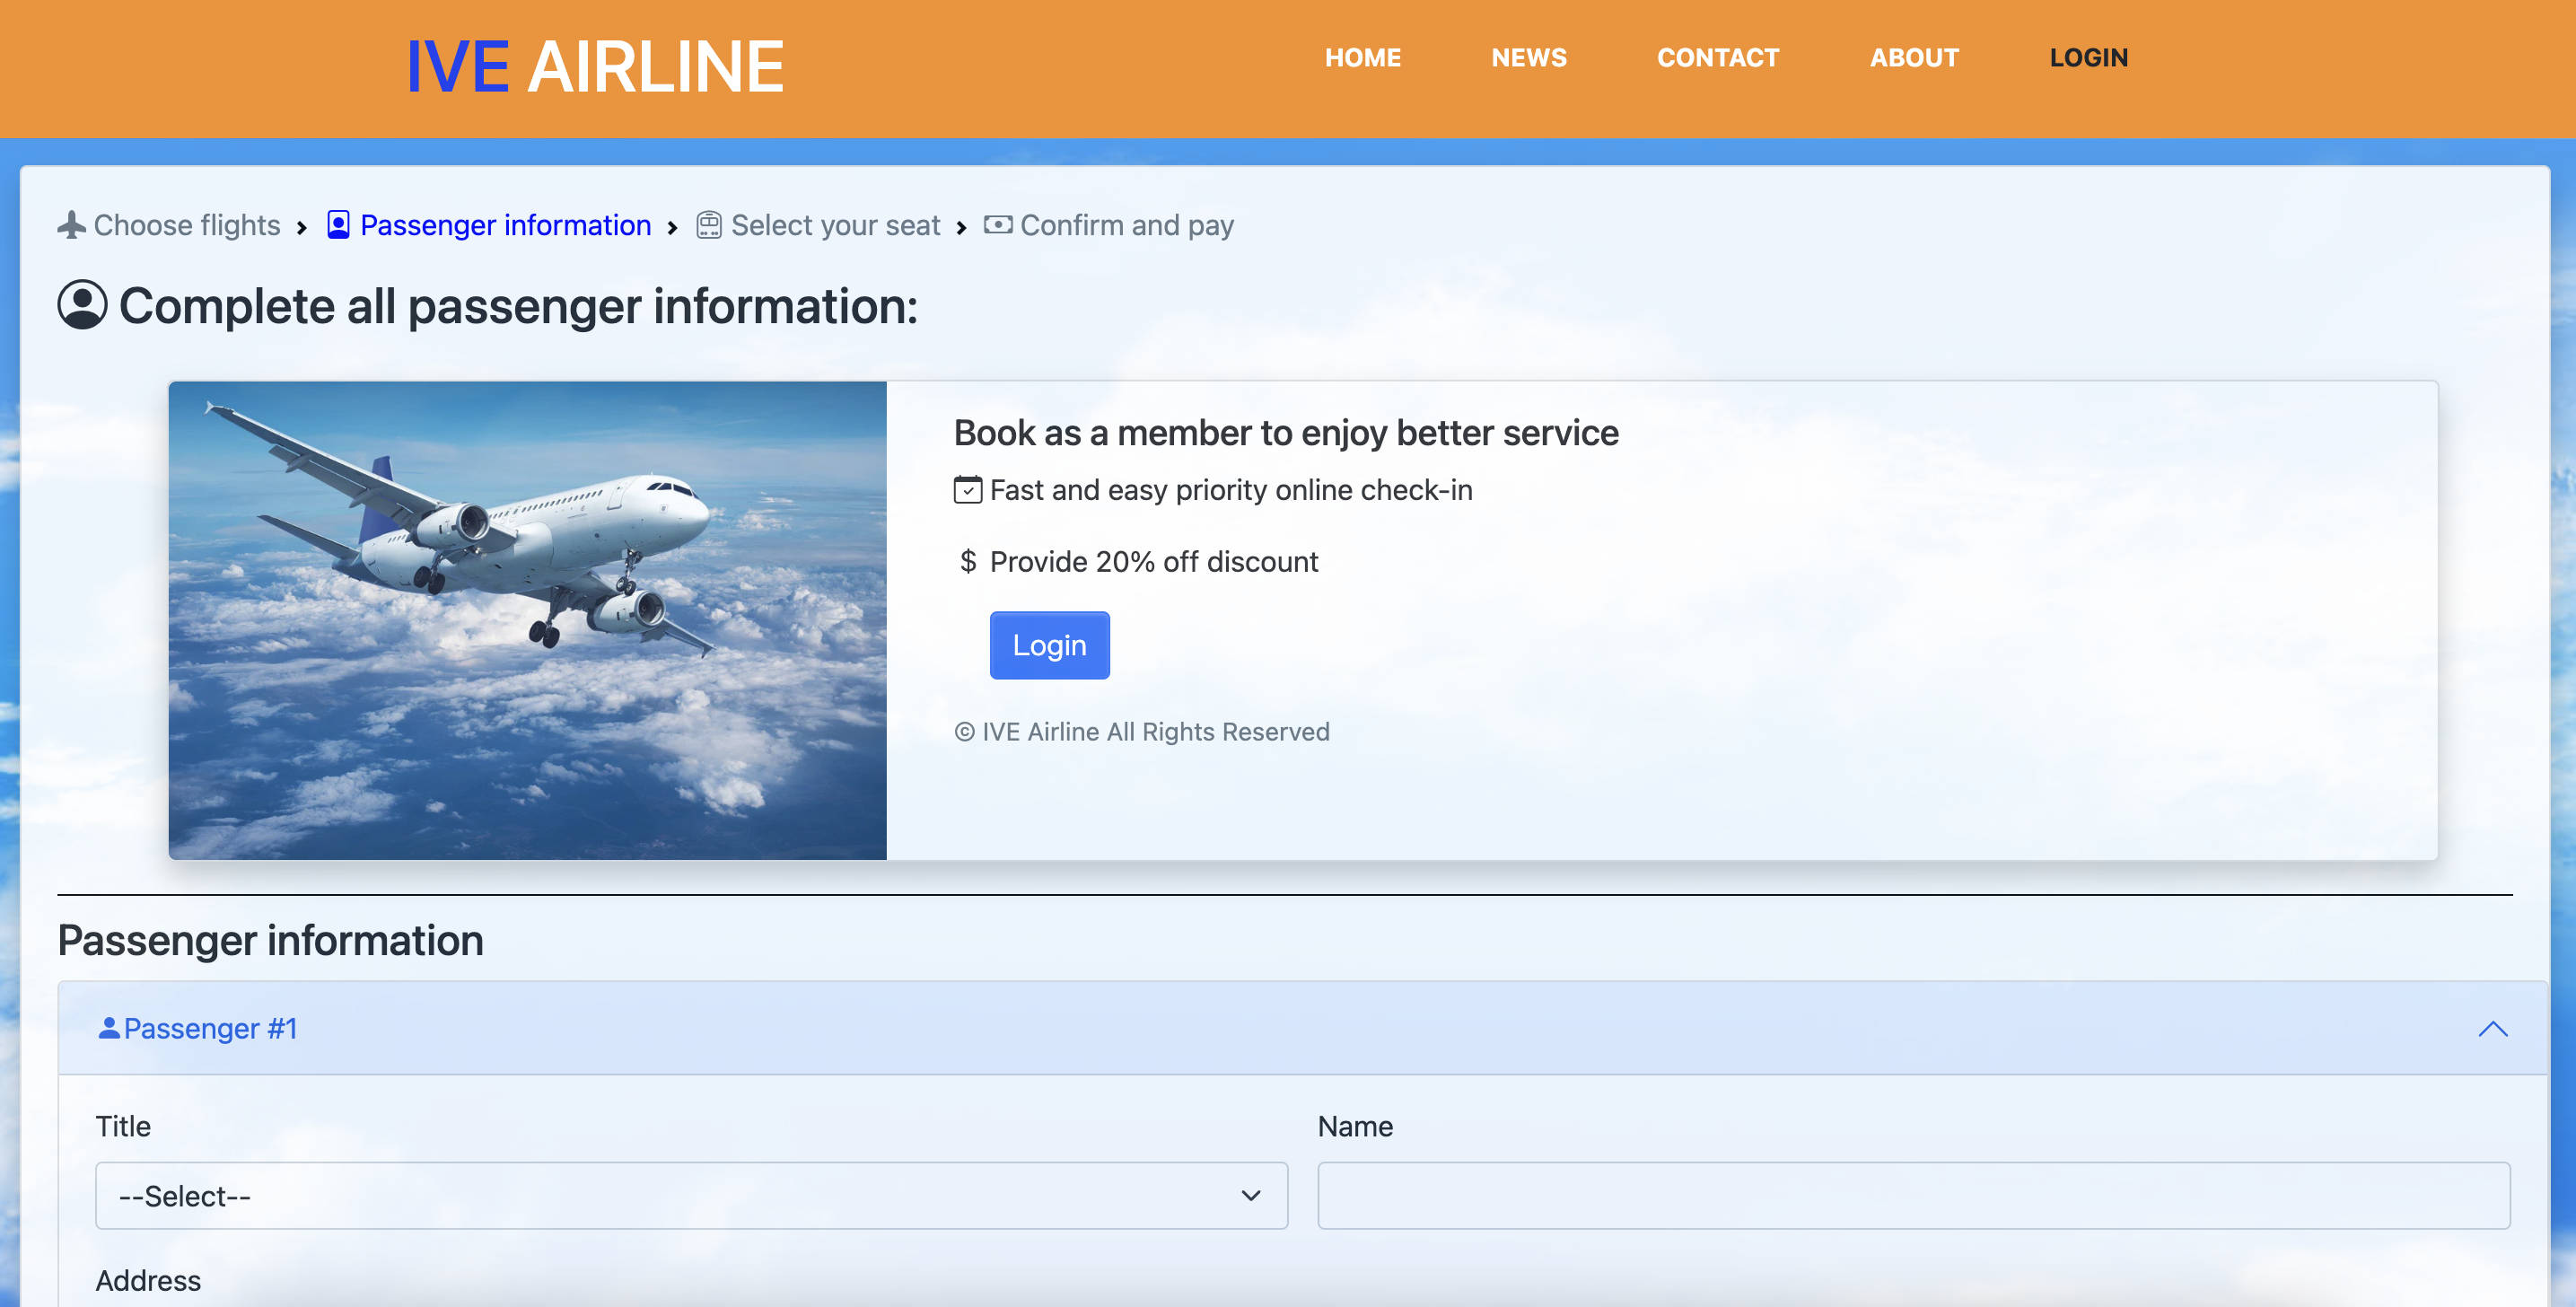 IVE AIRLINE
HOME NEWS CONTACT ABOUT LOGIN
Choose flights › Passenger information › Select your seat › Confirm and pay
Complete all passenger information:
Book as a member to enjoy better service
Fast and easy priority online check-in
$ Provide 20% off discount
Login
© IVE Airline All Rights Reserved
Passenger information
Passenger #1
Title Name
--Select--
Address